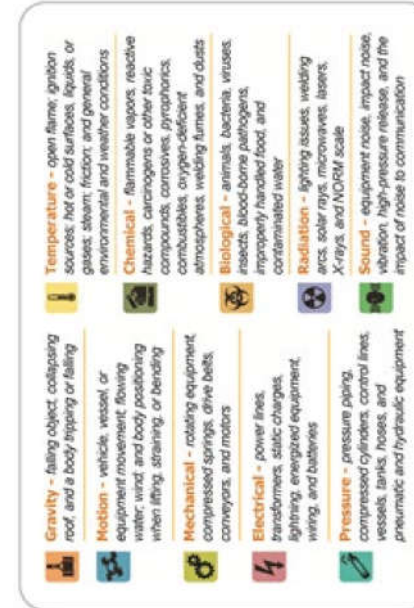 Gravity - falling object, collapsing
roof, and a body tripping or falling
Motion - vehicle, vessel, or
equipment movement; flowing
water; wind; and body positioning
when lifting, straining, or bending
Mechanical - rotating equipment,
compressed springs, drive belts,
conveyors, and motors
Electrical - power lines,
transformers, static charges,
lightning, energized equipment,
wiring, and batteries
Pressure - pressure piping,
compressed cylinders, control lines,
vessels, tanks, hoses, and
pneumatic and hydraulic equipment
Temperature - open flame; ignition
sources; hot or cold surfaces, liquids, or
gases; steam; friction; and general
environmental and weather conditions
Chemical - flammable vapors, reactive
hazards, carcinogens or other toxic
compounds, corrosives, pyrophorics,
combustibles, oxygen-deficient
atmospheres, welding fumes, and dusts
Biological - animals, bacteria, viruses,
insects, blood-borne pathogens,
improperly handled food, and
contaminated water
Radiation - lighting issues, welding
arcs, solar rays, microwaves, lasers,
X-rays, and NORM scale
Sound - equipment noise, impact noise,
vibration, high-pressure release, and the
impact of noise to communication